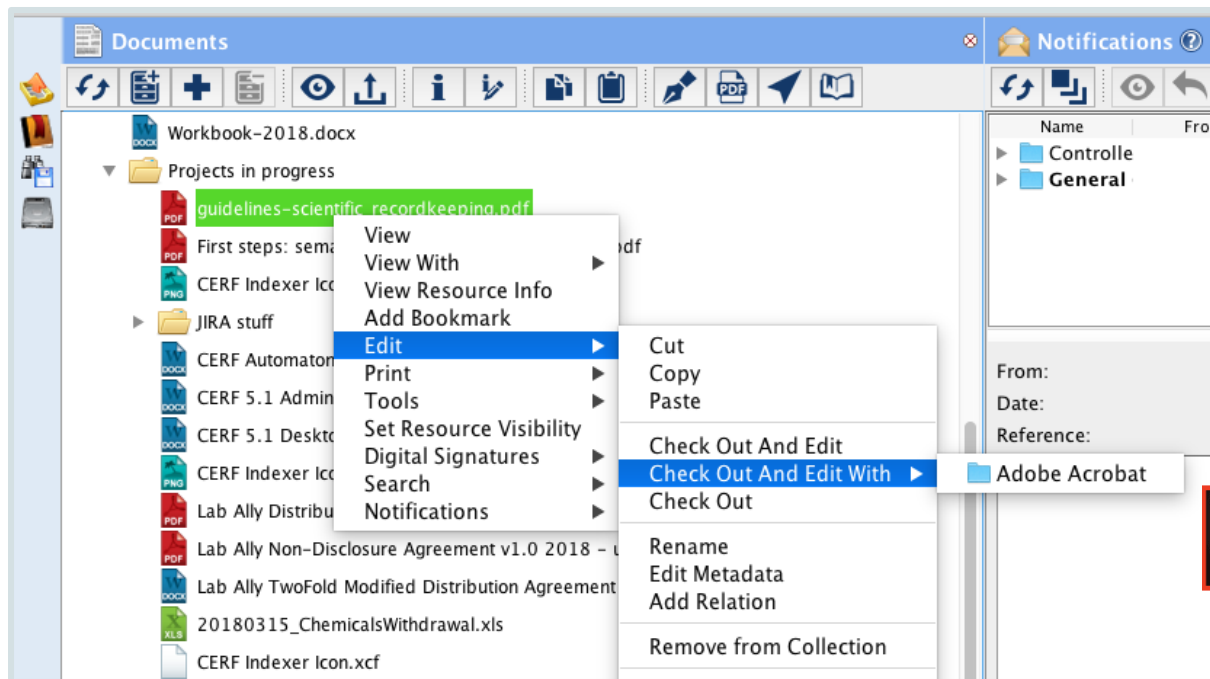 Documents
Notifications
DOCX Workbook-2018.docx
Projects in progress
PDF guidelines-scientific_recordkeeping.pdf
PDF First steps: sema
df
PNG CERF Indexer Ico
JIRA stuff
DOCX CERF Automaton
DOCX CERF 5.1 Admin
DOCX CERF 5.1 Deskto
PNG CERF Indexer Ico
PDF Lab Ally Distribu
PDF Lab Ally Non-Disclosure Agreement v1.0 2018 – u
DOCX Lab Ally TwoFold Modified Distribution Agreement
XLS 20180315_ChemicalsWithdrawal.xls
CERF Indexer Icon.xcf
View
View With
View Resource Info
Add Bookmark
Edit
Print
Tools
Set Resource Visibility
Digital Signatures
Search
Notifications
Cut
Copy
Paste
Check Out And Edit
Check Out And Edit With
Check Out
Rename
Edit Metadata
Add Relation
Remove from Collection
Adobe Acrobat
PDF
Name Fro
Controlle
General
From:
Date:
Reference: